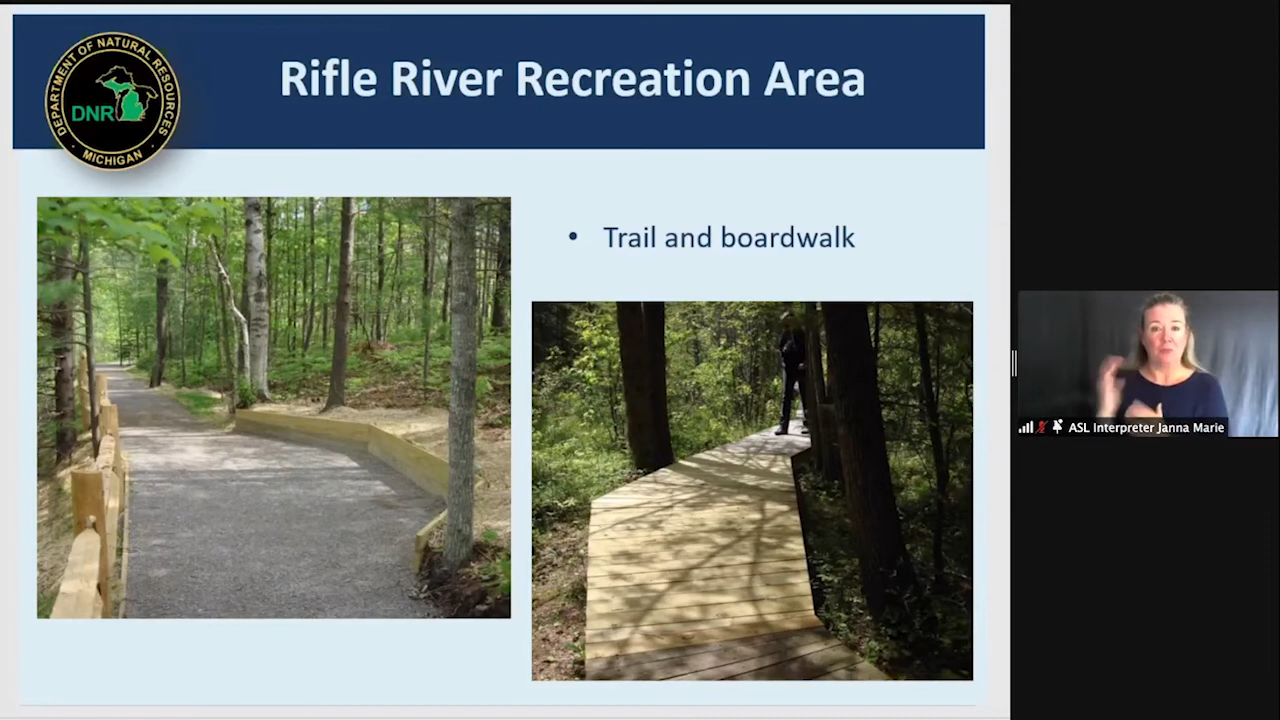 DEPARTMENT OF NATURAL RESOURCES
DNR
• MICHIGAN •
Rifle River Recreation Area
• Trail and boardwalk
ASL Interpreter Janna Marie